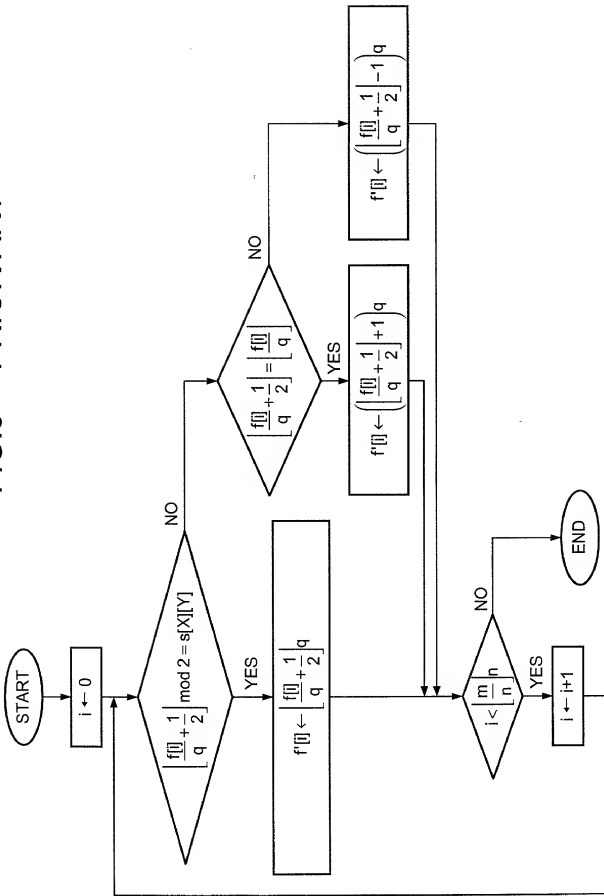 START
i ← 0
⌊f[i]/q + 1/2⌋ mod 2 = s[X][Y]
NO
YES
⌊f[i]/q + 1/2⌋ = ⌊f[i]/q⌋
NO
YES
f'[i] ← ⌊f[i]/q + 1/2⌋q
f'[i] ← (⌊f[i]/q + 1/2⌋+1)q
f'[i] ← (⌊f[i]/q + 1/2⌋−1)q
i < ⌊m/n⌋n
NO
YES
i ← i+1
END